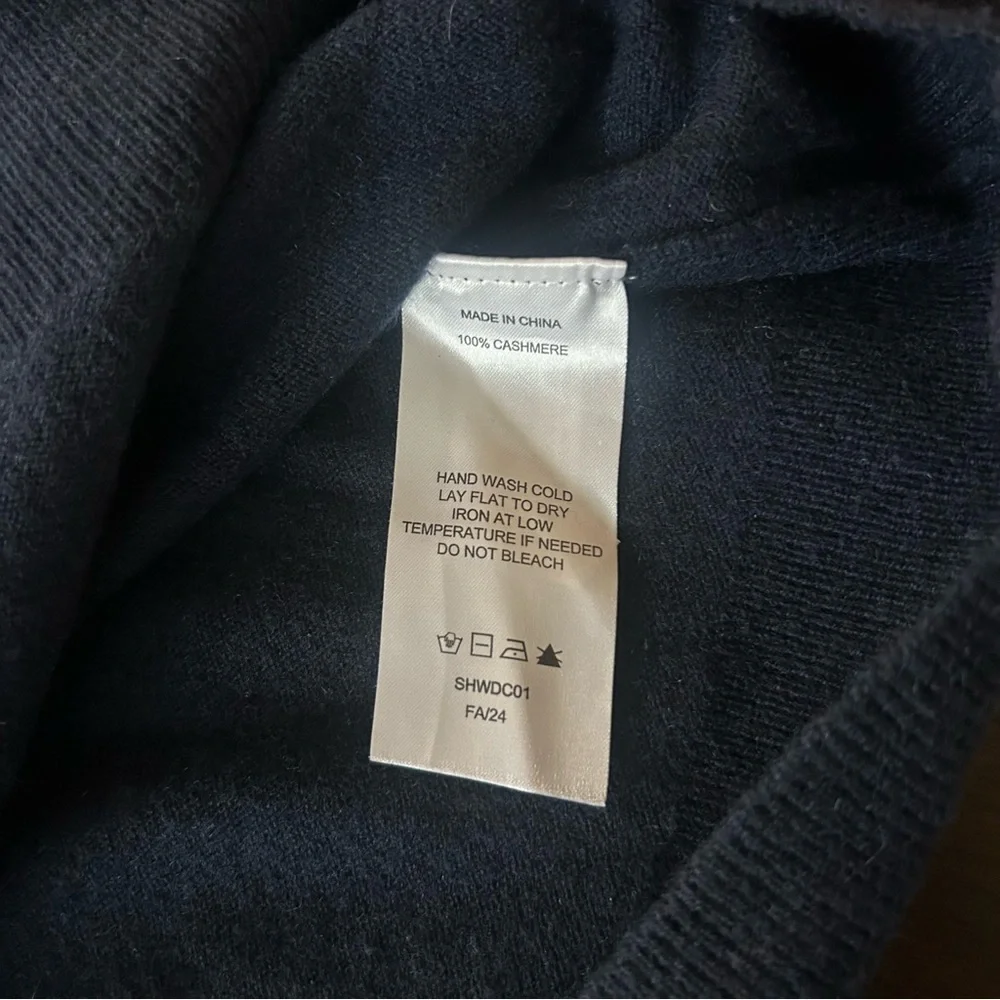 MADE IN CHINA
100% CASHMERE
HAND WASH COLD
LAY FLAT TO DRY
IRON AT LOW
TEMPERATURE IF NEEDED
DO NOT BLEACH
SHWDC01
FA/24